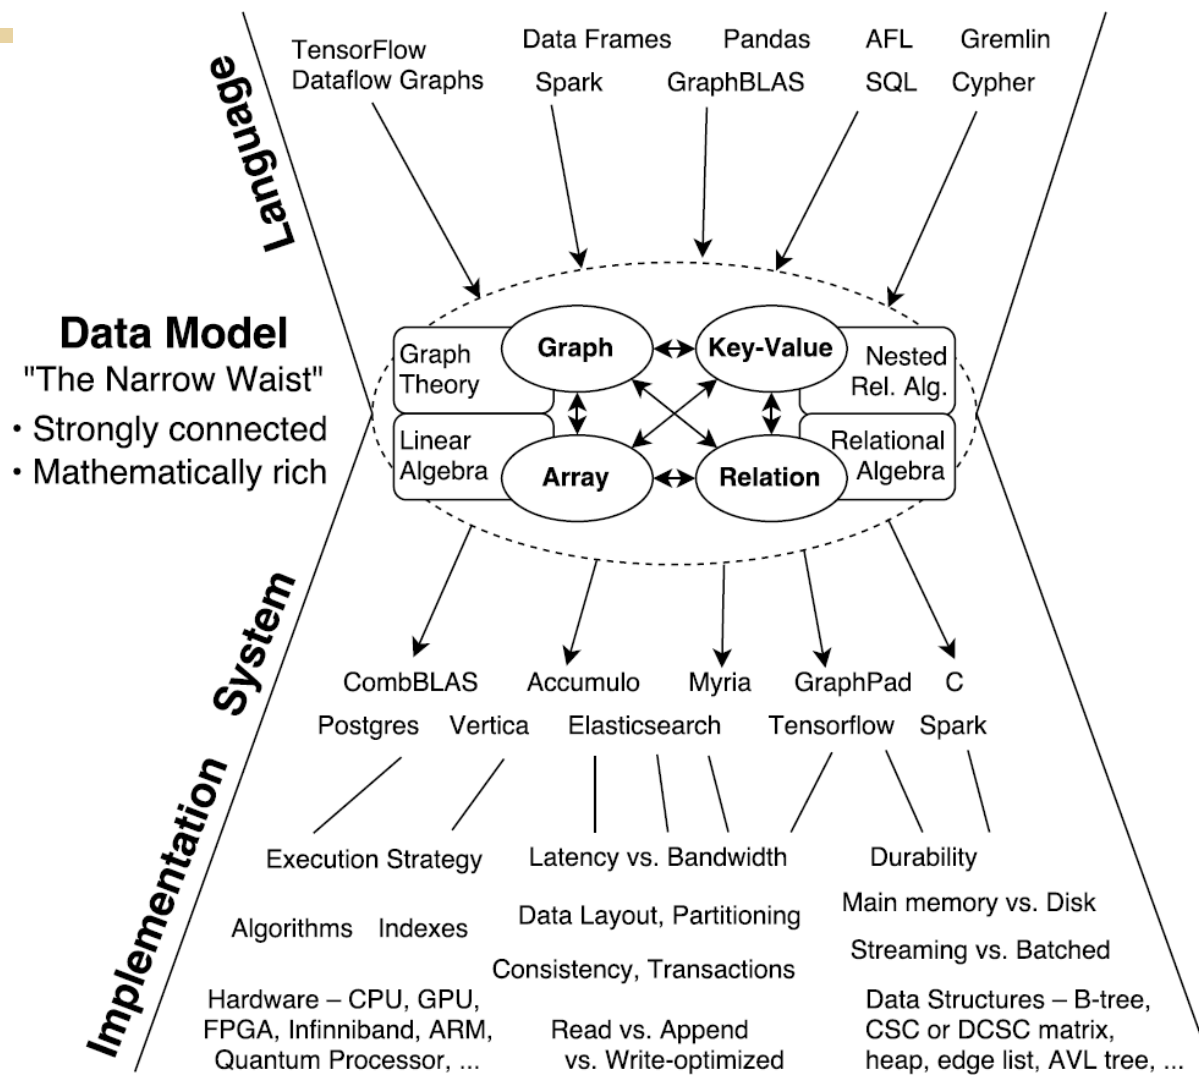 Language
TensorFlow
Dataflow Graphs
Data Frames
Pandas
AFL
Gremlin
Spark
GraphBLAS
SQL
Cypher
Data Model
"The Narrow Waist"
• Strongly connected
• Mathematically rich
Graph
Theory
Graph
Key-Value
Nested
Rel. Alg.
Linear
Algebra
Array
Relation
Relational
Algebra
System
CombBLAS
Accumulo
Myria
GraphPad
C
Postgres
Vertica
Elasticsearch
Tensorflow
Spark
Implementation
Execution Strategy
Latency vs. Bandwidth
Durability
Algorithms
Indexes
Data Layout, Partitioning
Main memory vs. Disk
Consistency, Transactions
Streaming vs. Batched
Hardware – CPU, GPU,
FPGA, Infinniband, ARM,
Quantum Processor, ...
Read vs. Append
vs. Write-optimized
Data Structures – B-tree,
CSC or DCSC matrix,
heap, edge list, AVL tree, ...